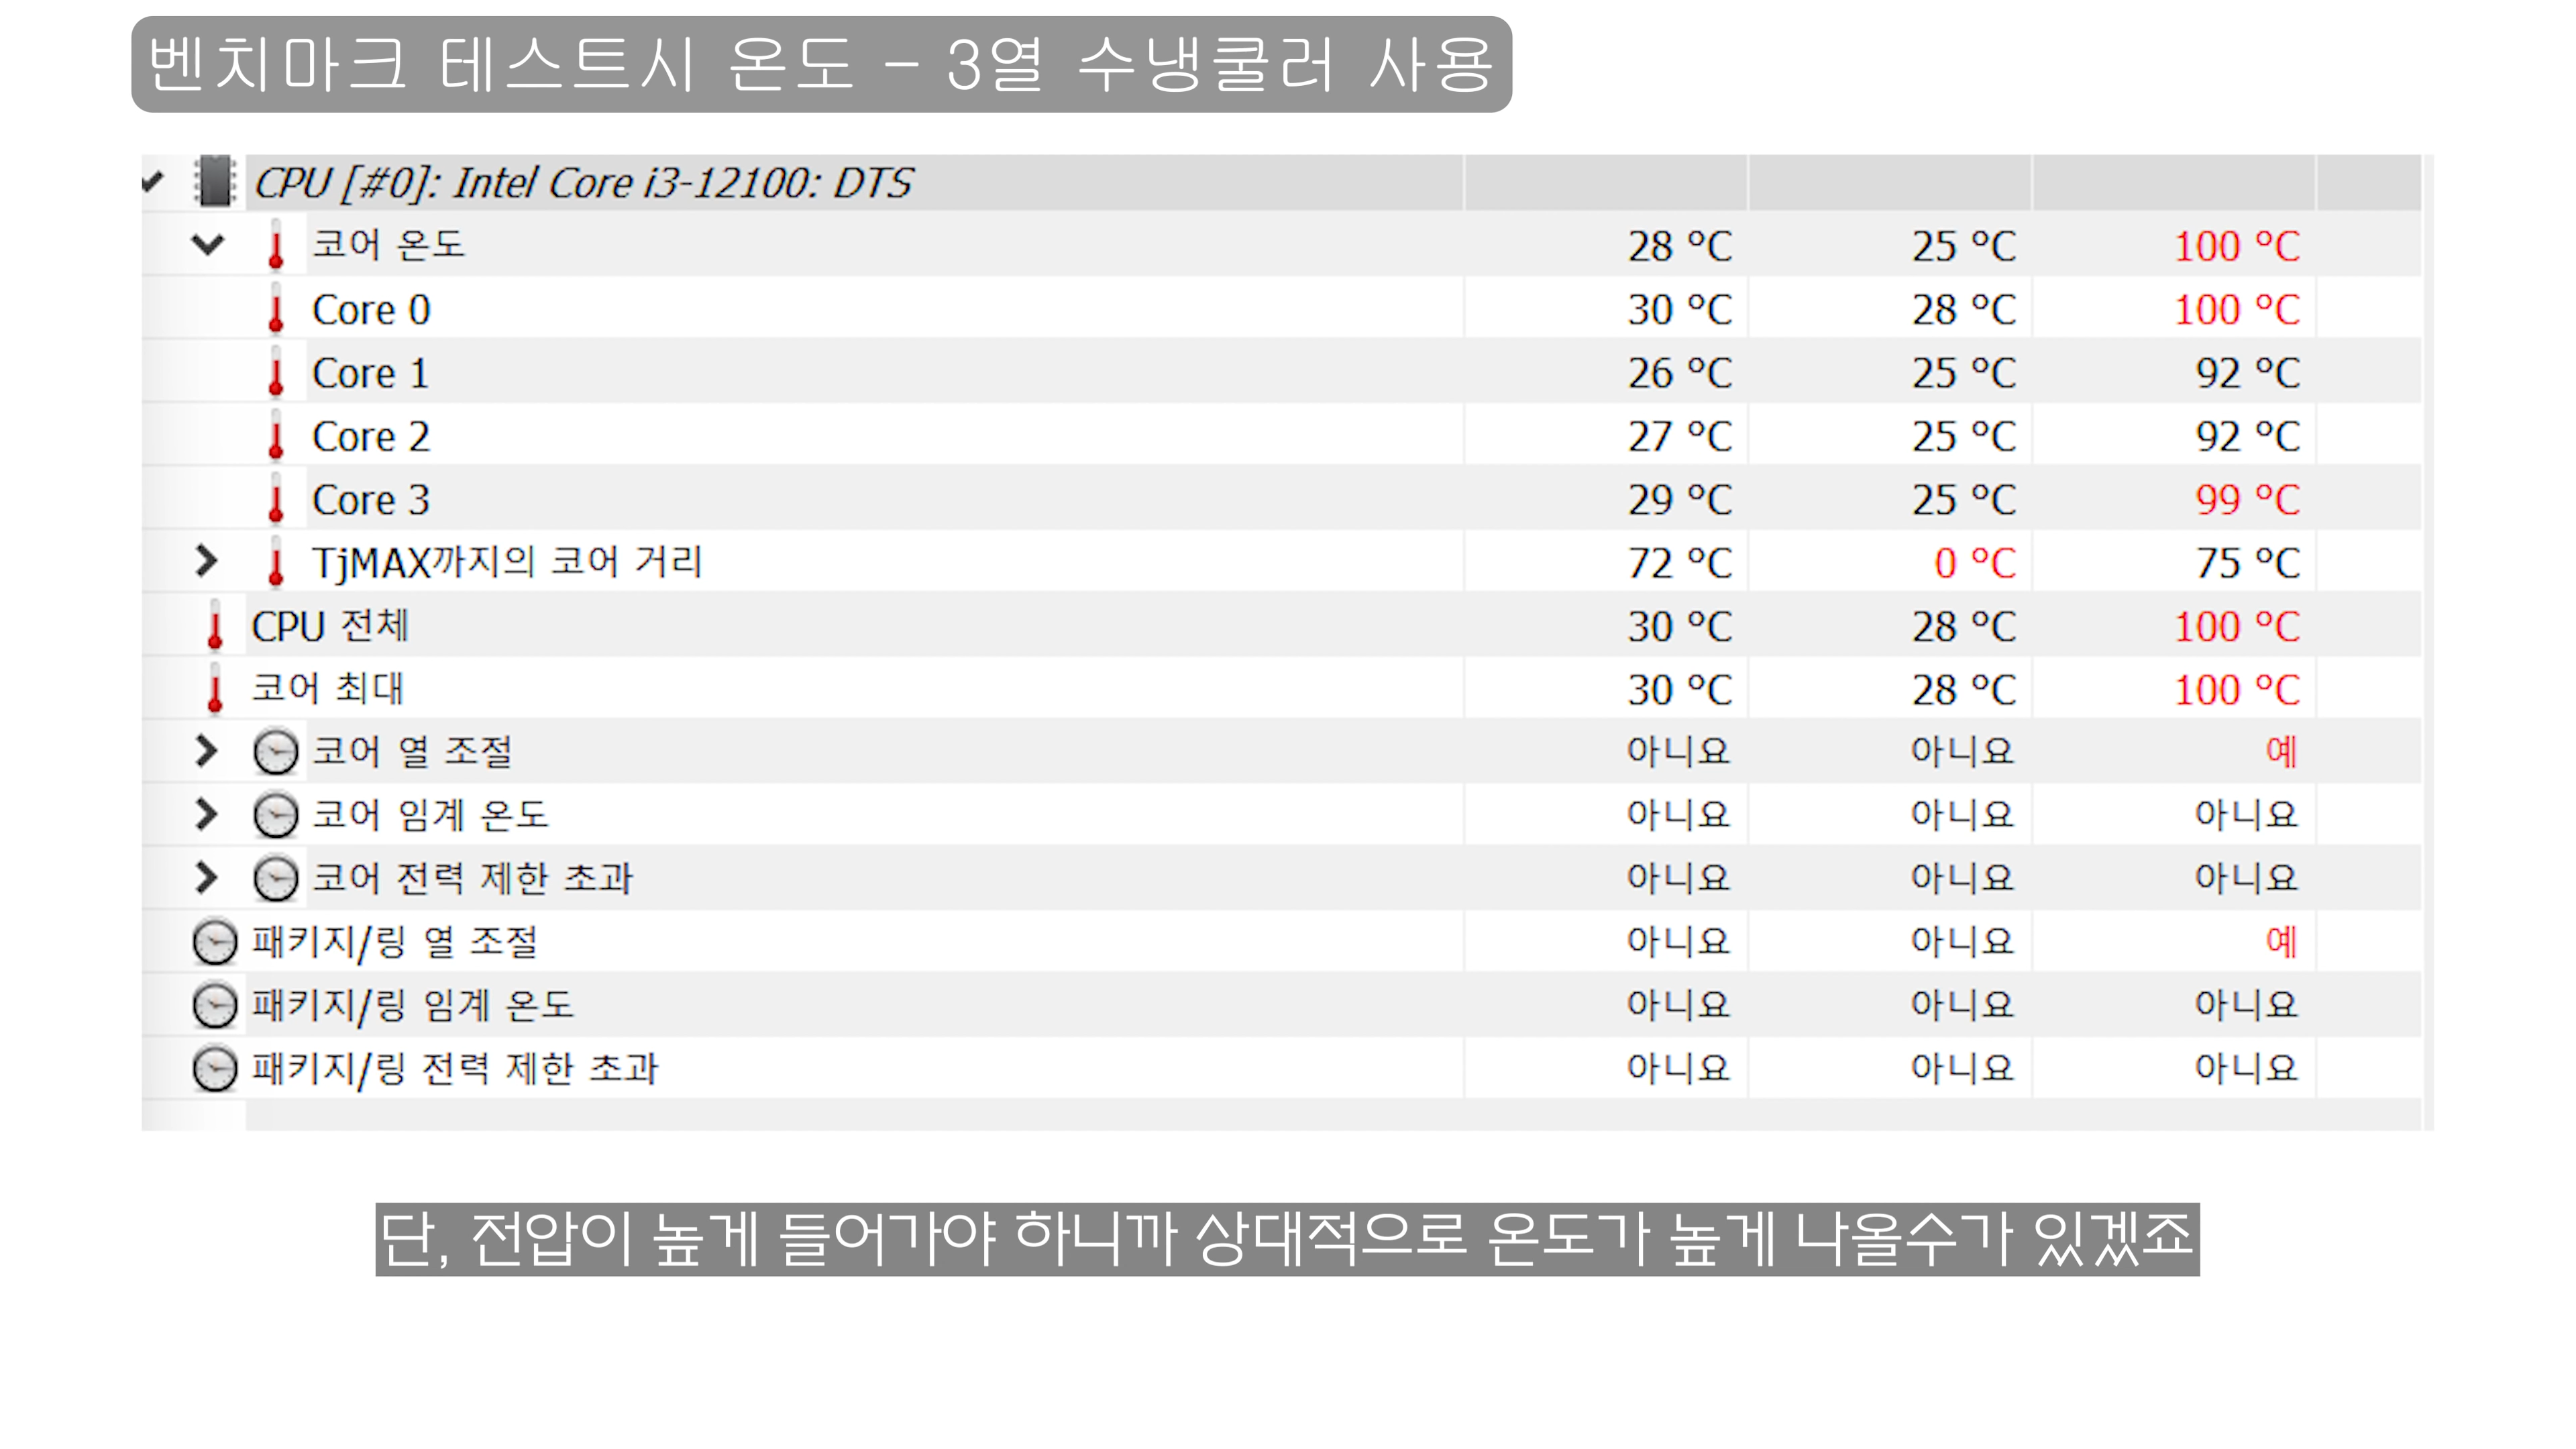 벤치마크 테스트시 온도 - 3열 수냉쿨러 사용
CPU [#0]: Intel Core i3-12100: DTS
코어 온도 28 °C 25 °C 100 °C
Core 0 30 °C 28 °C 100 °C
Core 1 26 °C 25 °C 92 °C
Core 2 27 °C 25 °C 92 °C
Core 3 29 °C 25 °C 99 °C
TjMAX까지의 코어 거리 72 °C 0 °C 75 °C
CPU 전체 30 °C 28 °C 100 °C
코어 최대 30 °C 28 °C 100 °C
코어 열 조절 아니요 아니요 예
코어 임계 온도 아니요 아니요 아니요
코어 전력 제한 초과 아니요 아니요 아니요
패키지/링 열 조절 아니요 아니요 예
패키지/링 임계 온도 아니요 아니요 아니요
패키지/링 전력 제한 초과 아니요 아니요 아니요
단, 전압이 높게 들어가야 하니까 상대적으로 온도가 높게 나올수가 있겠죠